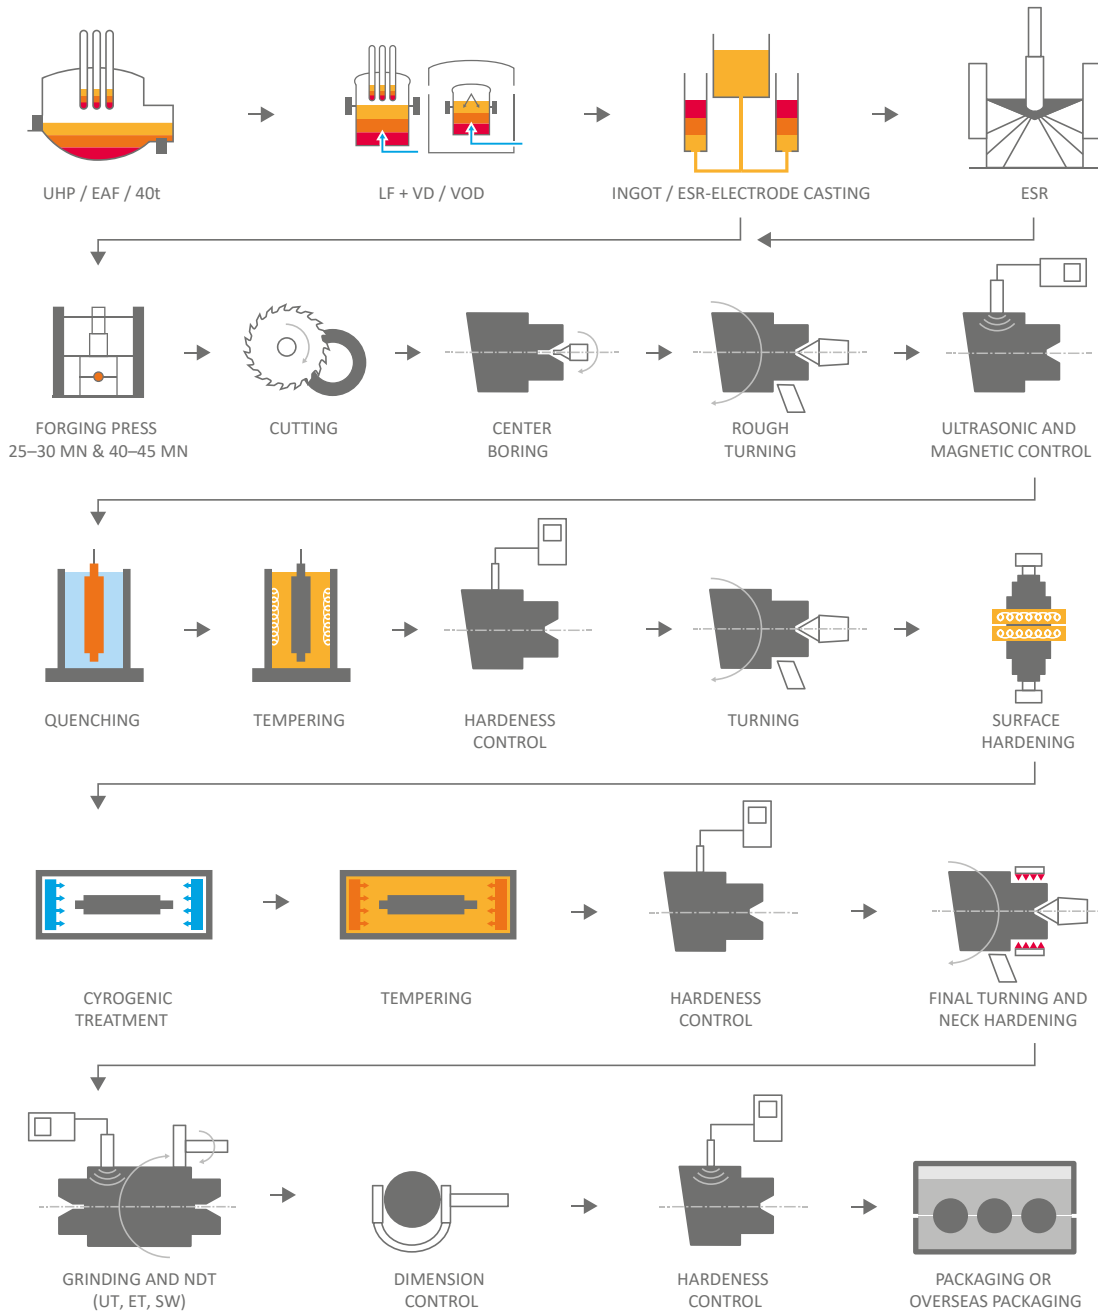 UHP / EAF / 40t
LF + VD / VOD
INGOT / ESR-ELECTRODE CASTING
ESR
FORGING PRESS
25–30 MN & 40–45 MN
CUTTING
CENTER
BORING
ROUGH
TURNING
ULTRASONIC AND
MAGNETIC CONTROL
QUENCHING
TEMPERING
HARDENESS
CONTROL
TURNING
SURFACE
HARDENING
CYROGENIC
TREATMENT
TEMPERING
HARDENESS
CONTROL
FINAL TURNING AND
NECK HARDENING
GRINDING AND NDT
(UT, ET, SW)
DIMENSION
CONTROL
HARDENESS
CONTROL
PACKAGING OR
OVERSEAS PACKAGING